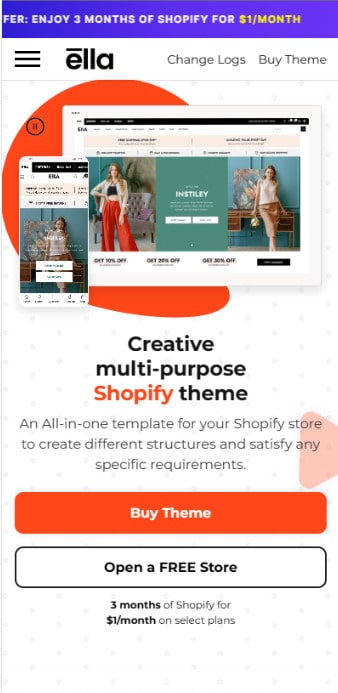 FER: ENJOY 3 MONTHS OF SHOPIFY FOR $1/MONTH
ella
Change Logs
Buy Theme
ELLA
INSTILEY
GET 10% OFF
GET 20% OFF
GET 30% OFF
Creative
multi-purpose
Shopify theme
An All-in-one template for your Shopify store
to create different structures and satisfy any
specific requirements.
Buy Theme
Open a FREE Store
3 months of Shopify for
$1/month on select plans